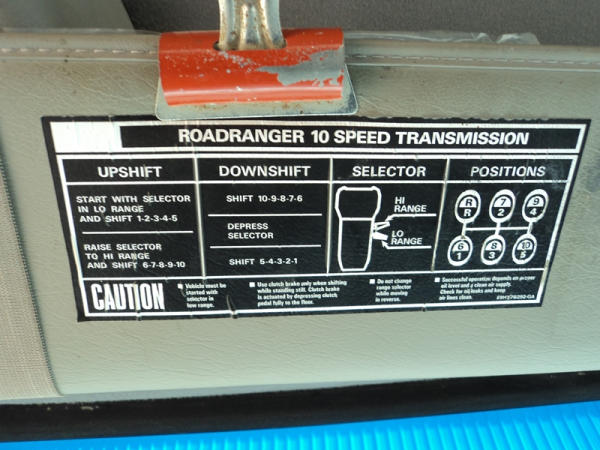 ROADRANGER 10 SPEED TRANSMISSION
UPSHIFT
START WITH SELECTOR
IN LO RANGE
AND SHIFT 1-2-3-4-5
RAISE SELECTOR
TO HI RANGE
AND SHIFT 6-7-8-9-10
DOWNSHIFT
SHIFT 10-9-8-7-6
DEPRESS
SELECTOR
SHIFT 5-4-3-2-1
SELECTOR
HI
RANGE
LO
RANGE
POSITIONS
R 7 9
R 2 4
6 8 10
1 3 5
CAUTION
■ Vehicle must be
started with
selector in
low range.
■ Use clutch brake only when shifting
while standing still. Clutch brake
is actuated by depressing clutch
pedal fully to the floor.
■ Do not change
range selector
while moving
in reverse.
■ Successful operation depends on proper
oil level and a clean air supply.
Check for oil leaks and keep
air lines clean.